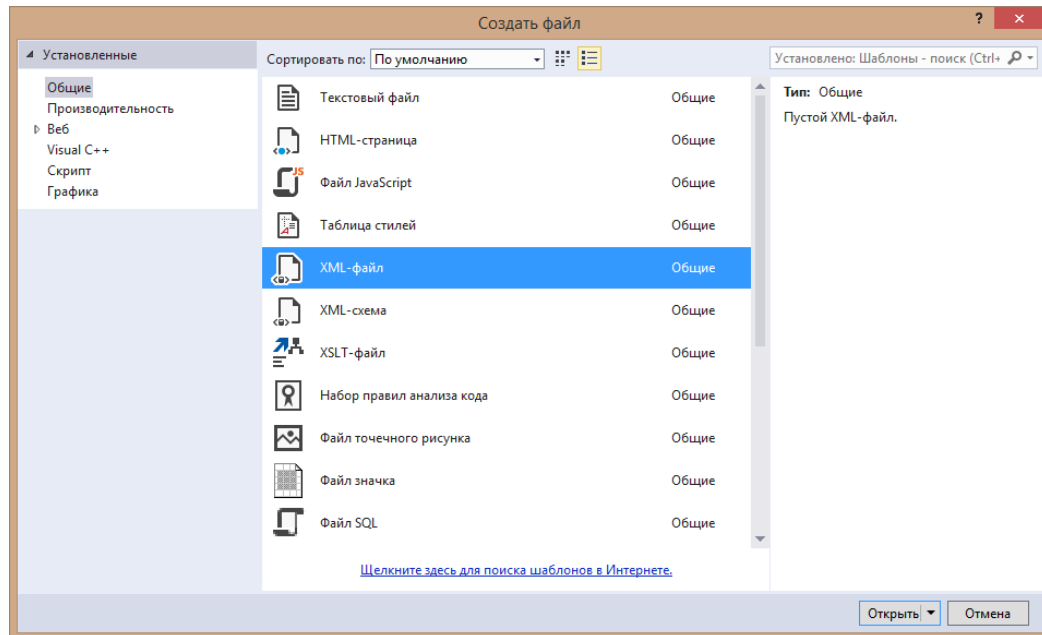 Создать файл
?
Установленные
Общие
Производительность
Веб
Visual C++
Скрипт
Графика
Сортировать по: По умолчанию
Текстовый файл Общие
HTML-страница Общие
JS
Файл JavaScript Общие
Таблица стилей Общие
XML-файл Общие
XML-схема Общие
XSLT-файл Общие
Набор правил анализа кода Общие
Файл точечного рисунка Общие
Файл значка Общие
Файл SQL Общие
Щелкните здесь для поиска шаблонов в Интернете.
Установлено: Шаблоны - поиск (Ctrl+
Тип: Общие
Пустой XML-файл.
Открыть Отмена